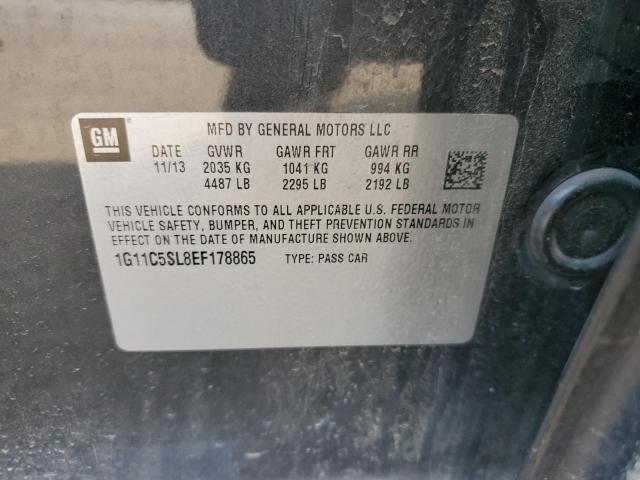 GM
MFD BY GENERAL MOTORS LLC
DATE GVWR GAWR FRT GAWR RR
11/13 2035 KG 1041 KG 994 KG
4487 LB 2295 LB 2192 LB
THIS VEHICLE CONFORMS TO ALL APPLICABLE U.S. FEDERAL MOTOR
VEHICLE SAFETY, BUMPER, AND THEFT PREVENTION STANDARDS IN
EFFECT ON THE DATE OF MANUFACTURE SHOWN ABOVE.
1G11C5SL8EF178865 TYPE: PASS CAR